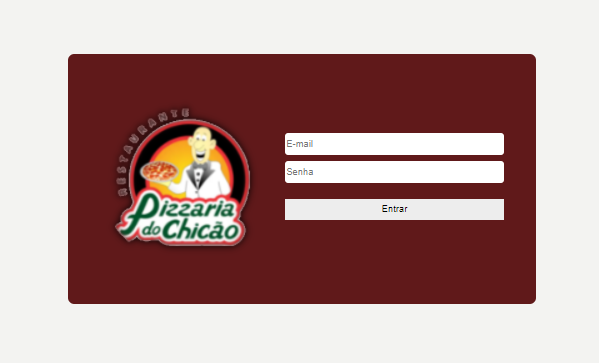 RESTAURANTE
Pizzaria
do Chicão
E-mail
Senha
Entrar